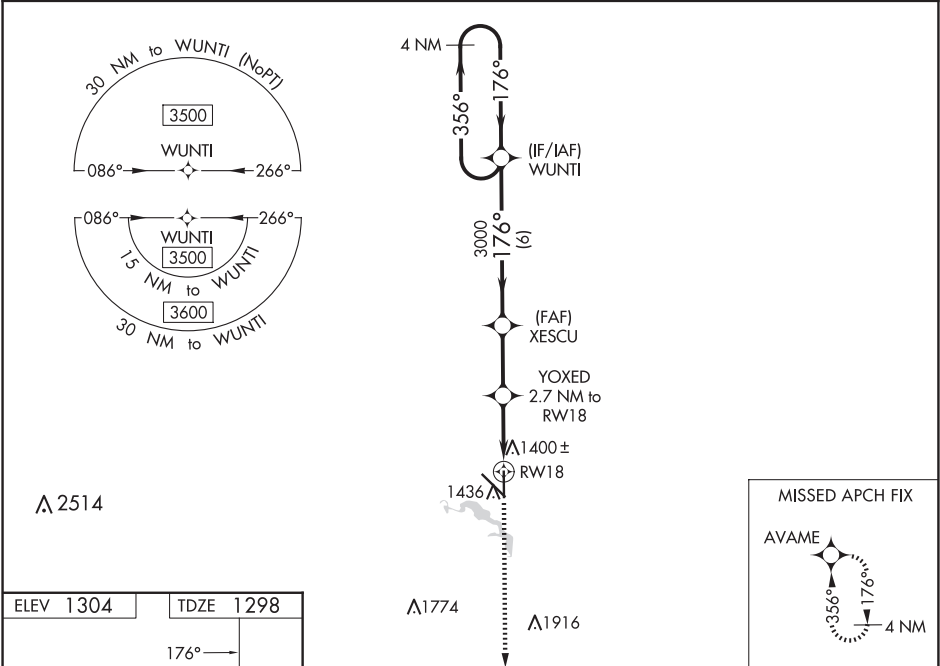 30 NM to WUNTI (NoPT)
3500
WUNTI
086°
266°
086°
266°
WUNTI
3500
15 NM to WUNTI
3600
30 NM to WUNTI
4 NM
356°
176°
(IF/IAF)
WUNTI
3000
176°
(6)
(FAF)
XESCU
YOXED
2.7 NM to
RW18
1400±
RW18
1436
2514
1774
1916
MISSED APCH FIX
AVAME
356°
176°
4 NM
ELEV 1304
TDZE 1298
176°